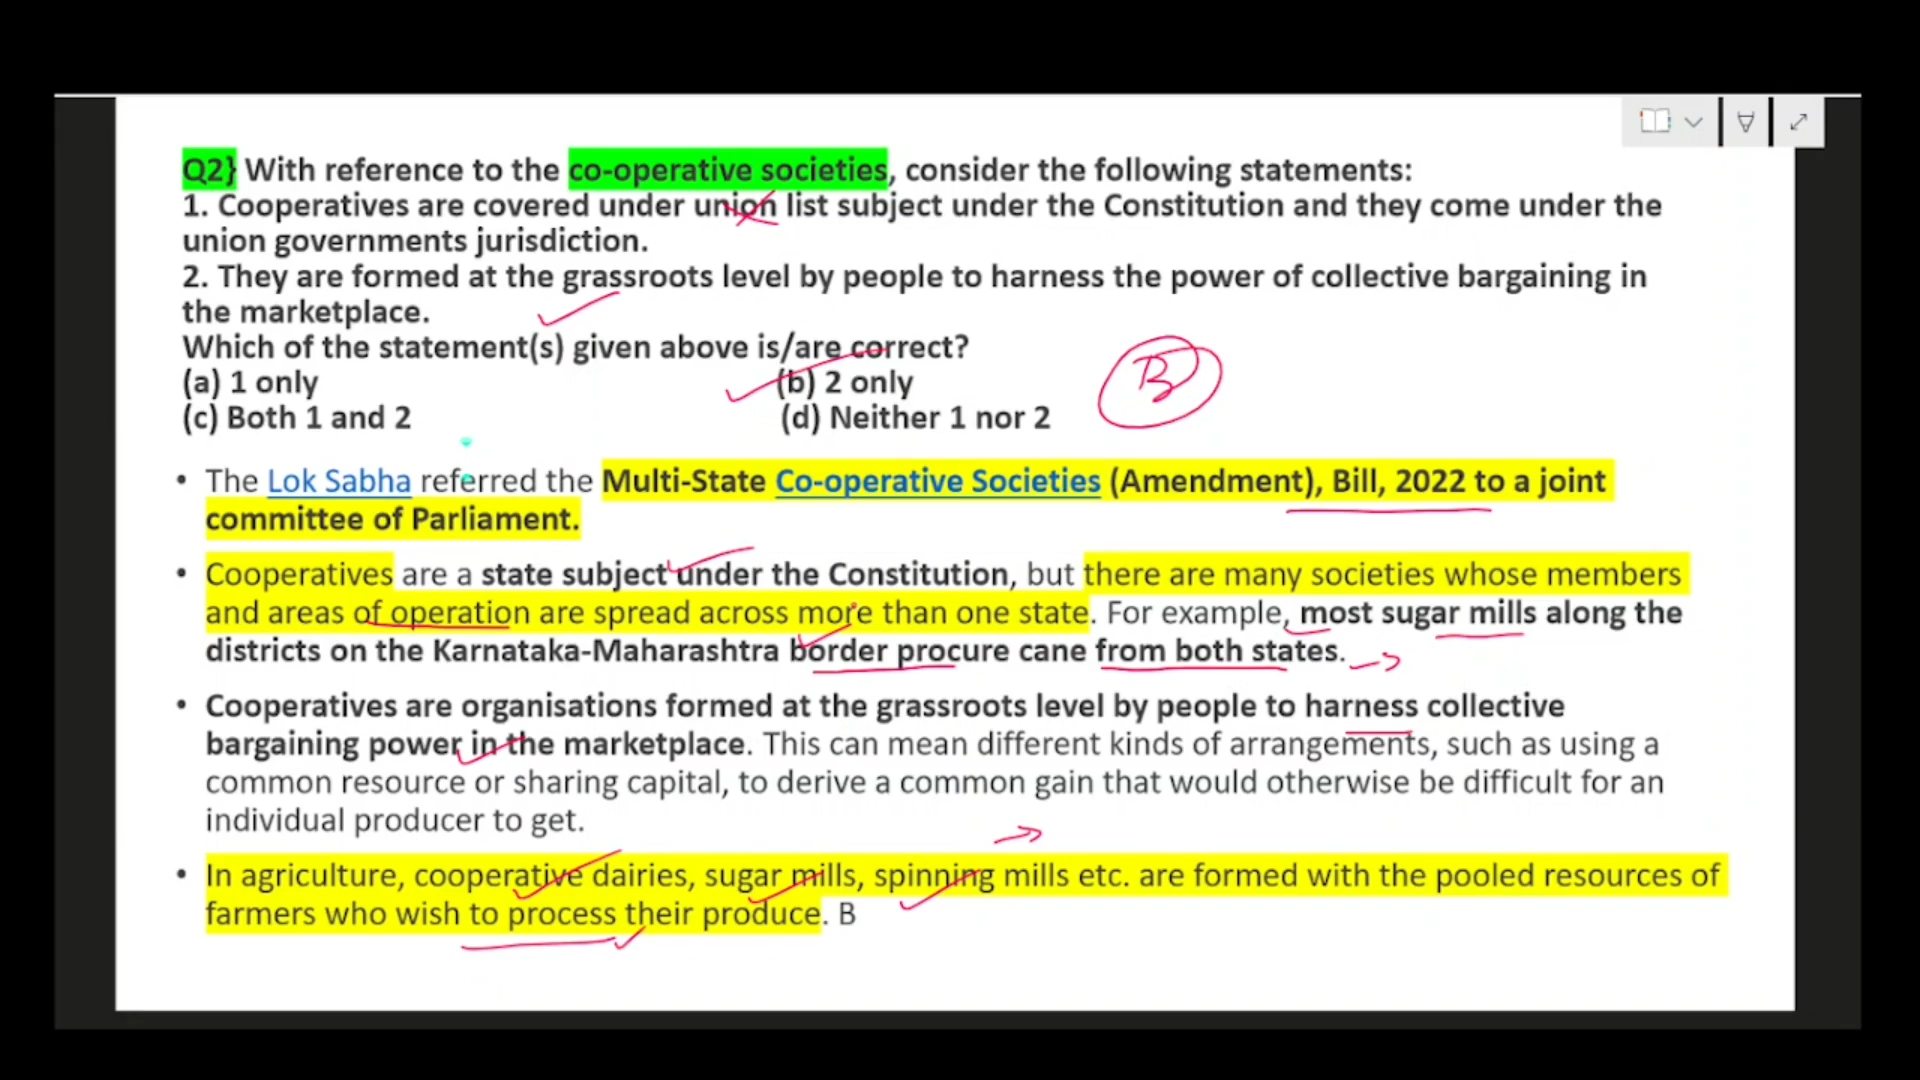 Q2} With reference to the co-operative societies, consider the following statements:
1. Cooperatives are covered under union list subject under the Constitution and they come under the
union governments jurisdiction.
2. They are formed at the grassroots level by people to harness the power of collective bargaining in
the marketplace.
Which of the statement(s) given above is/are correct?
(a) 1 only (b) 2 only
(c) Both 1 and 2 (d) Neither 1 nor 2
B
• The Lok Sabha referred the Multi-State Co-operative Societies (Amendment), Bill, 2022 to a joint
committee of Parliament.
• Cooperatives are a state subject under the Constitution, but there are many societies whose members
and areas of operation are spread across more than one state. For example, most sugar mills along the
districts on the Karnataka-Maharashtra border procure cane from both states.
• Cooperatives are organisations formed at the grassroots level by people to harness collective
bargaining power in the marketplace. This can mean different kinds of arrangements, such as using a
common resource or sharing capital, to derive a common gain that would otherwise be difficult for an
individual producer to get.
• In agriculture, cooperative dairies, sugar mills, spinning mills etc. are formed with the pooled resources of
farmers who wish to process their produce. B